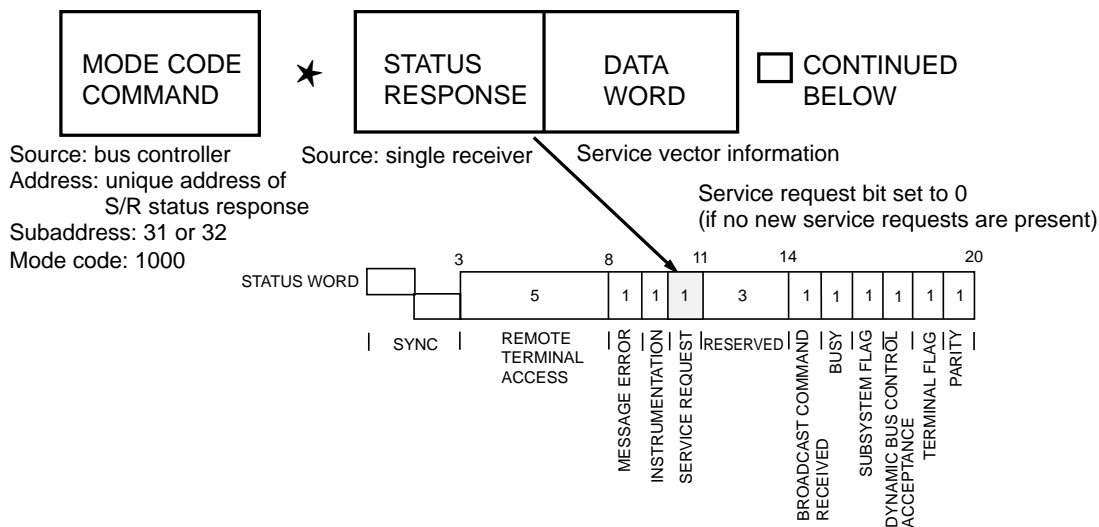 MODE CODE
COMMAND
STATUS
RESPONSE
DATA
WORD
CONTINUED
BELOW
Source: bus controller
Address: unique address of
S/R status response
Subaddress: 31 or 32
Mode code: 1000
Source: single receiver
Service vector information
Service request bit set to 0
(if no new service requests are present)
3 8 11 14 20
STATUS WORD
5 1 1 1 3 1 1 1 1 1 1
SYNC
REMOTE
TERMINAL
ACCESS
MESSAGE ERROR
INSTRUMENTATION
SERVICE REQUEST
RESERVED
BROADCAST COMMAND
RECEIVED
BUSY
SUBSYSTEM FLAG
DYNAMIC BUS CONTROL
ACCEPTANCE
TERMINAL FLAG
PARITY